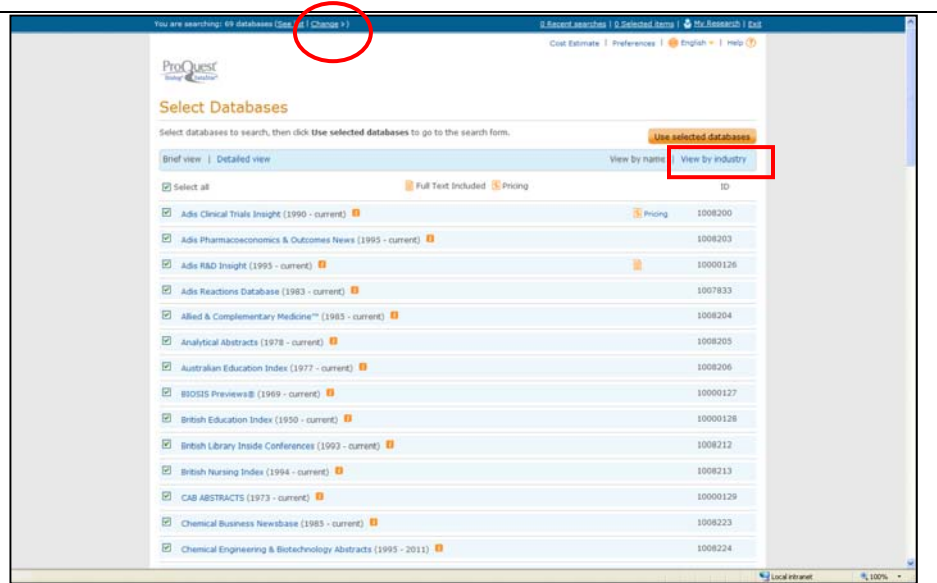 You are searching: 69 databases (See list | Change >) 0 Recent searches | 0 Selected items | My Research | Exit
Cost Estimate | Preferences | English | Help ?
ProQuest
Dialog DataStar
Select Databases
Select databases to search, then click Use selected databases to go to the search form. Use selected databases
Brief view | Detailed view View by name | View by industry
Select all Full Text Included $ Pricing ID
Adis Clinical Trials Insight (1990 - current) i $ Pricing 1008200
Adis Pharmacoeconomics & Outcomes News (1995 - current) i 1008203
Adis R&D Insight (1995 - current) i 10000126
Adis Reactions Database (1983 - current) i 1007833
Allied & Complementary Medicine™ (1985 - current) i 1008204
Analytical Abstracts (1978 - current) i 1008205
Australian Education Index (1977 - current) i 1008206
BIOSIS Previews® (1969 - current) i 10000127
British Education Index (1950 - current) i 10000128
British Library Inside Conferences (1993 - current) i 1008212
British Nursing Index (1994 - current) i 1008213
CAB ABSTRACTS (1973 - current) i 10000129
Chemical Business Newsbase (1985 - current) i 1008223
Chemical Engineering & Biotechnology Abstracts (1995 - 2011) i 1008224
Local intranet 100%